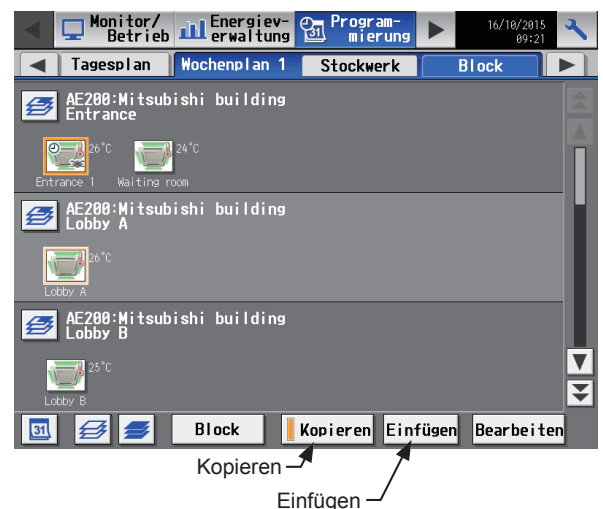 Monitor/ Energiev- Program- 16/10/2015
Betrieb erwaltung mierung 09:21
Tagesplan Wochenplan 1 Stockwerk Block
AE200:Mitsubishi building
Entrance
26°C 24°C
Entrance 1 Waiting room
AE200:Mitsubishi building
Lobby A
26°C
Lobby A
AE200:Mitsubishi building
Lobby B
25°C
Lobby B
31 Block Kopieren Einfügen Bearbeiten
Kopieren
Einfügen